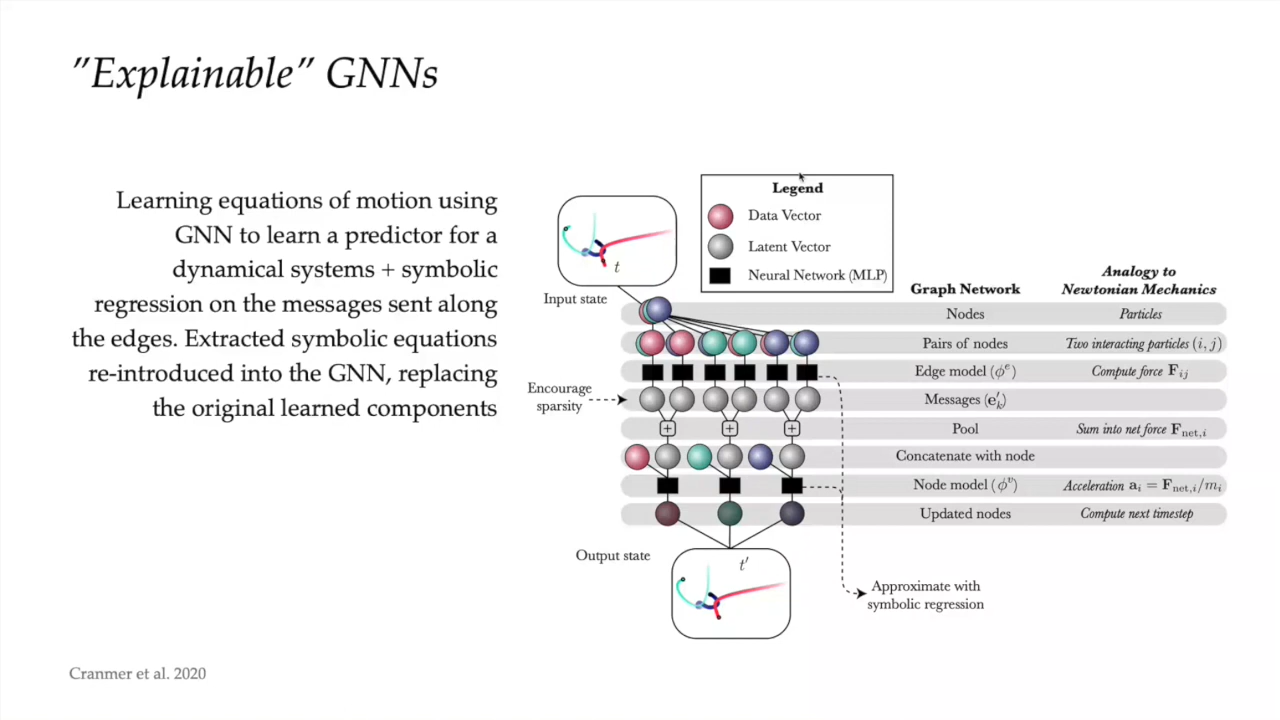 ”Explainable” GNNs
Learning equations of motion using
GNN to learn a predictor for a
dynamical systems + symbolic
regression on the messages sent along
the edges. Extracted symbolic equations
re-introduced into the GNN, replacing
the original learned components
Cranmer et al. 2020
t
Input state
Legend
Data Vector
Latent Vector
Neural Network (MLP)
Encourage
sparsity
+ + +
Graph Network
Analogy to
Newtonian Mechanics
Nodes Particles
Pairs of nodes Two interacting particles (i, j)
Edge model (ϕᵉ) Compute force F_ij
Messages (e′_k)
Pool Sum into net force F_net,i
Concatenate with node
Node model (ϕᵛ) Acceleration a_i = F_net,i/m_i
Updated nodes Compute next timestep
Output state
t′
Approximate with
symbolic regression